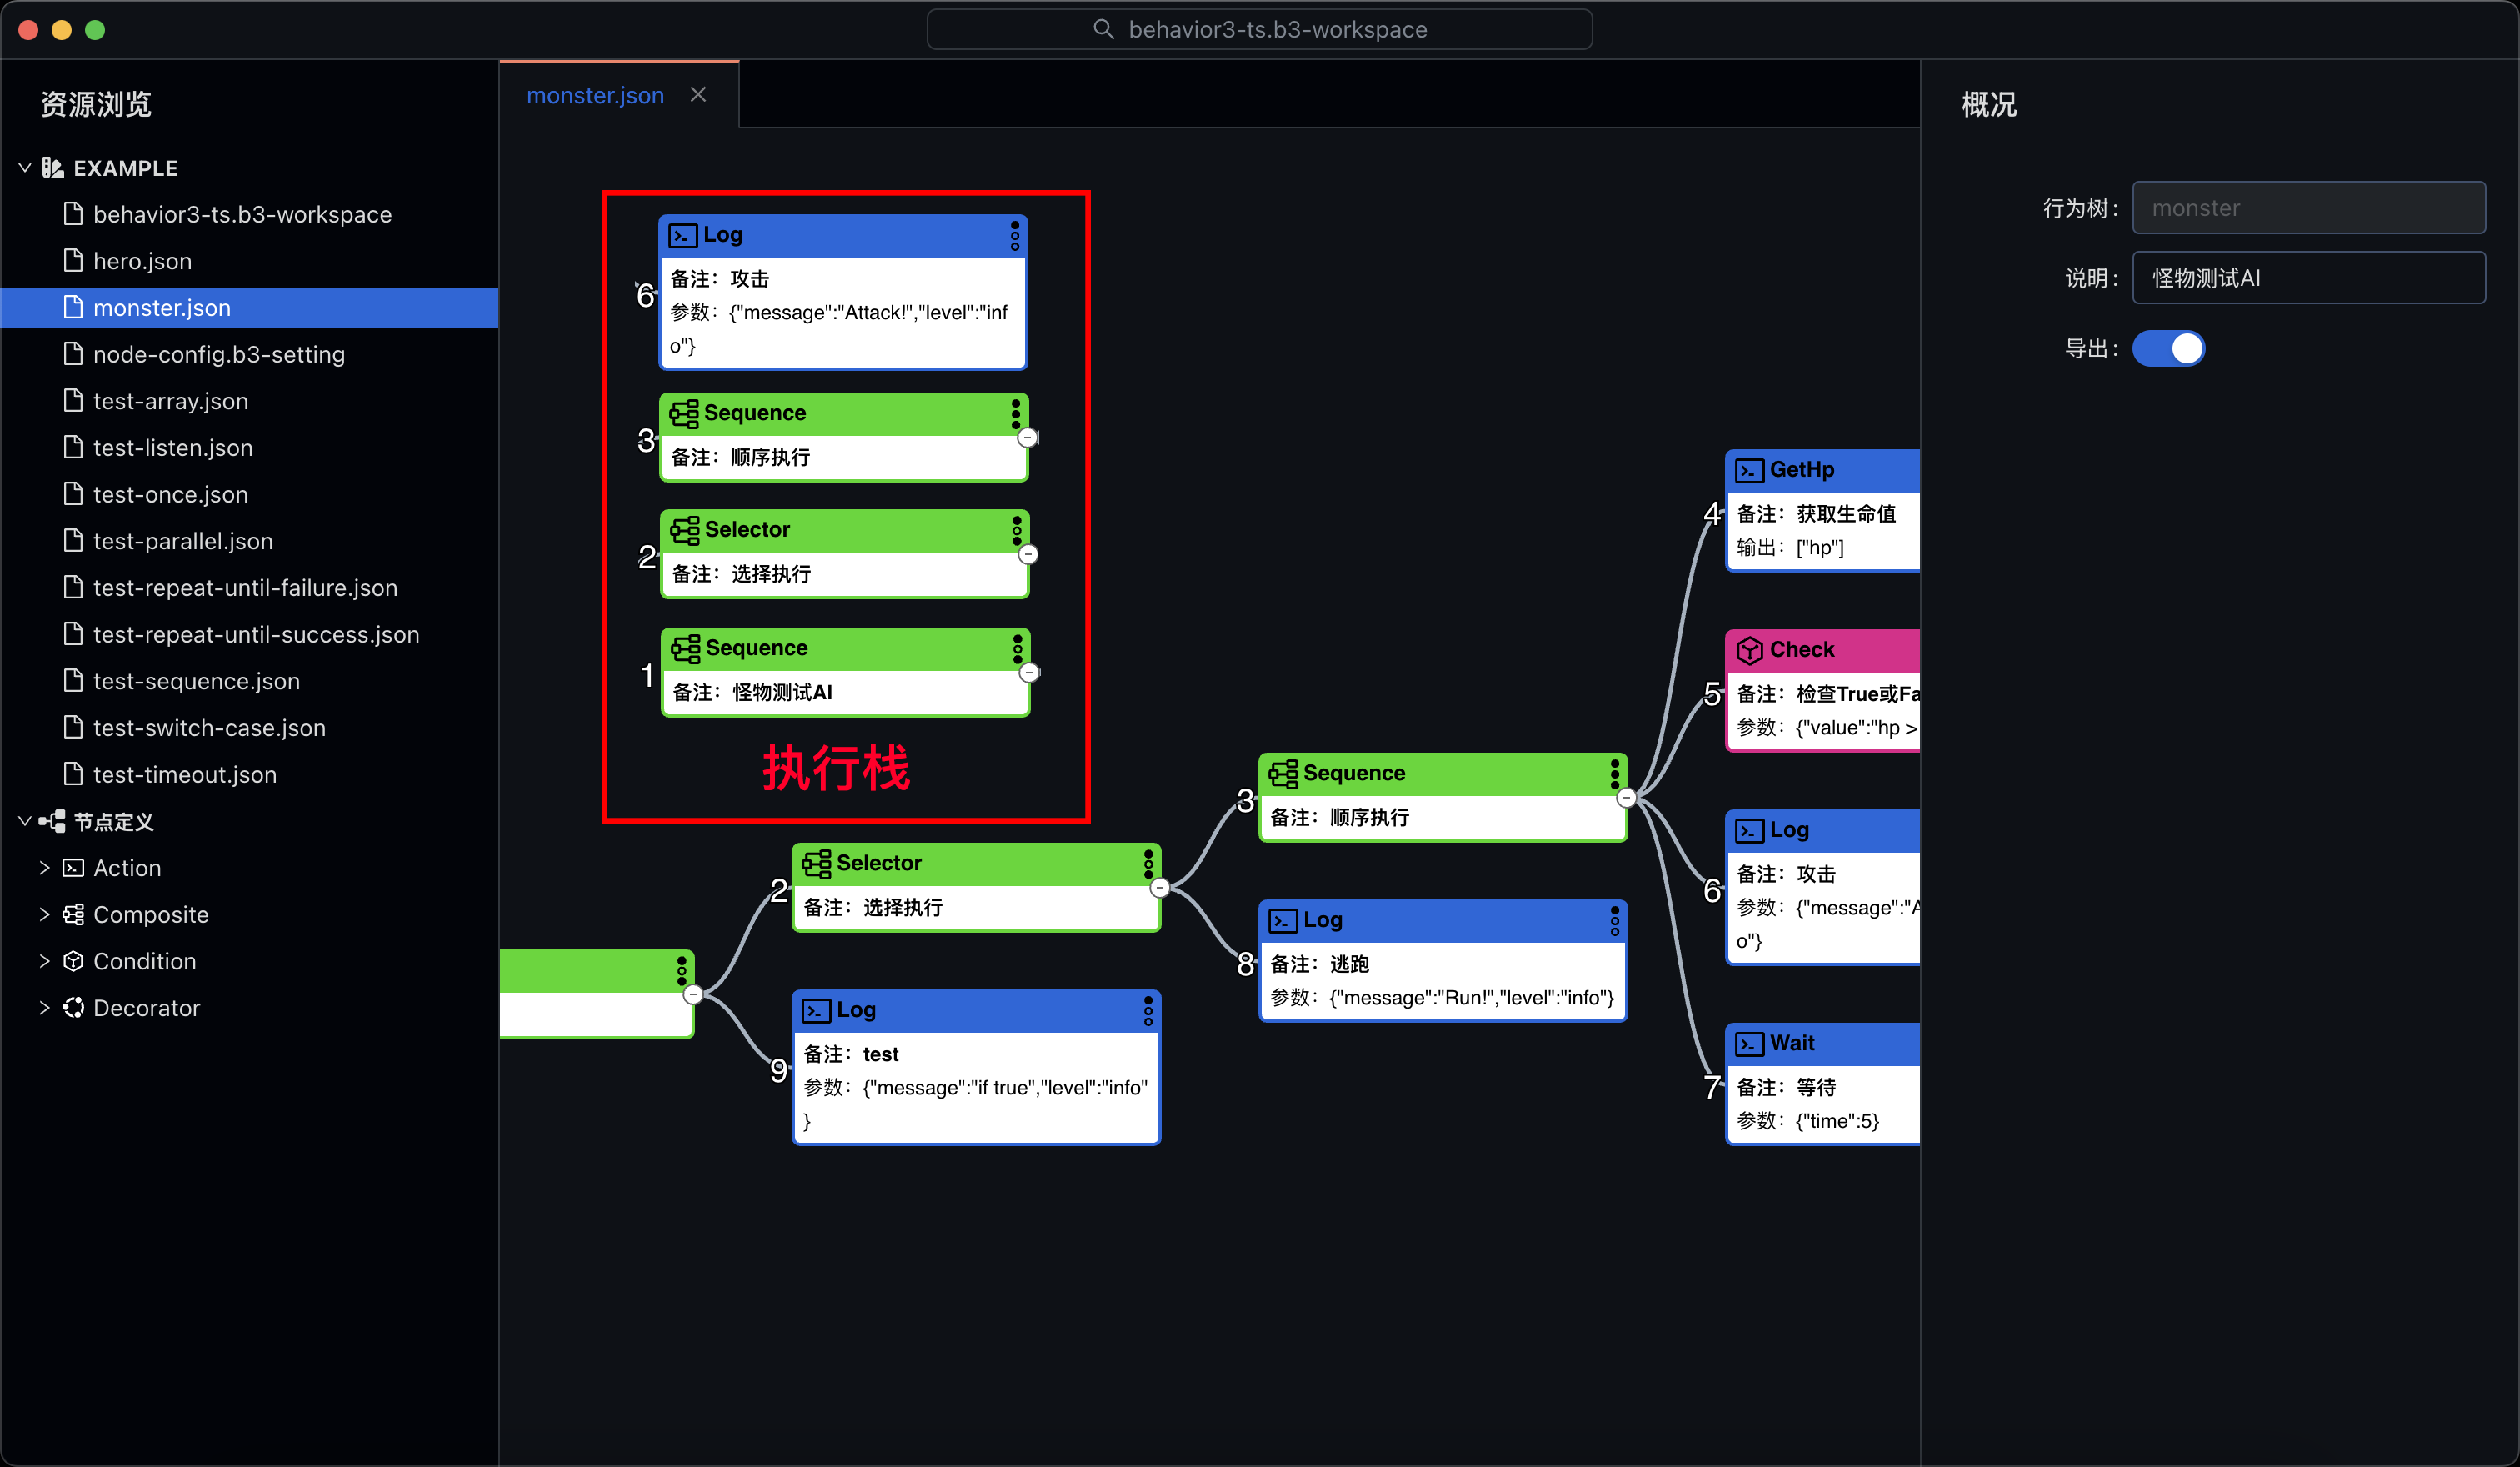 behavior3-ts.b3-workspace
资源浏览
EXAMPLE
behavior3-ts.b3-workspace
hero.json
monster.json
node-config.b3-setting
test-array.json
test-listen.json
test-once.json
test-parallel.json
test-repeat-until-failure.json
test-repeat-until-success.json
test-sequence.json
test-switch-case.json
test-timeout.json
节点定义
Action
Composite
Condition
Decorator
monster.json
6
Log
备注：攻击
参数：{"message":"Attack!","level":"inf
o"}
3
Sequence
备注：顺序执行
2
Selector
备注：选择执行
1
Sequence
备注：怪物测试AI
执行栈
2
Selector
备注：选择执行
9
Log
备注：test
参数：{"message":"if true","level":"info"
}
3
Sequence
备注：顺序执行
8
Log
备注：逃跑
参数：{"message":"Run!","level":"info"}
4
GetHp
备注：获取生命值
输出：["hp"]
5
Check
备注：检查True或Fa
参数：{"value":"hp >
6
Log
备注：攻击
参数：{"message":"A
o"}
7
Wait
备注：等待
参数：{"time":5}
概况
行为树： monster
说明： 怪物测试AI
导出：